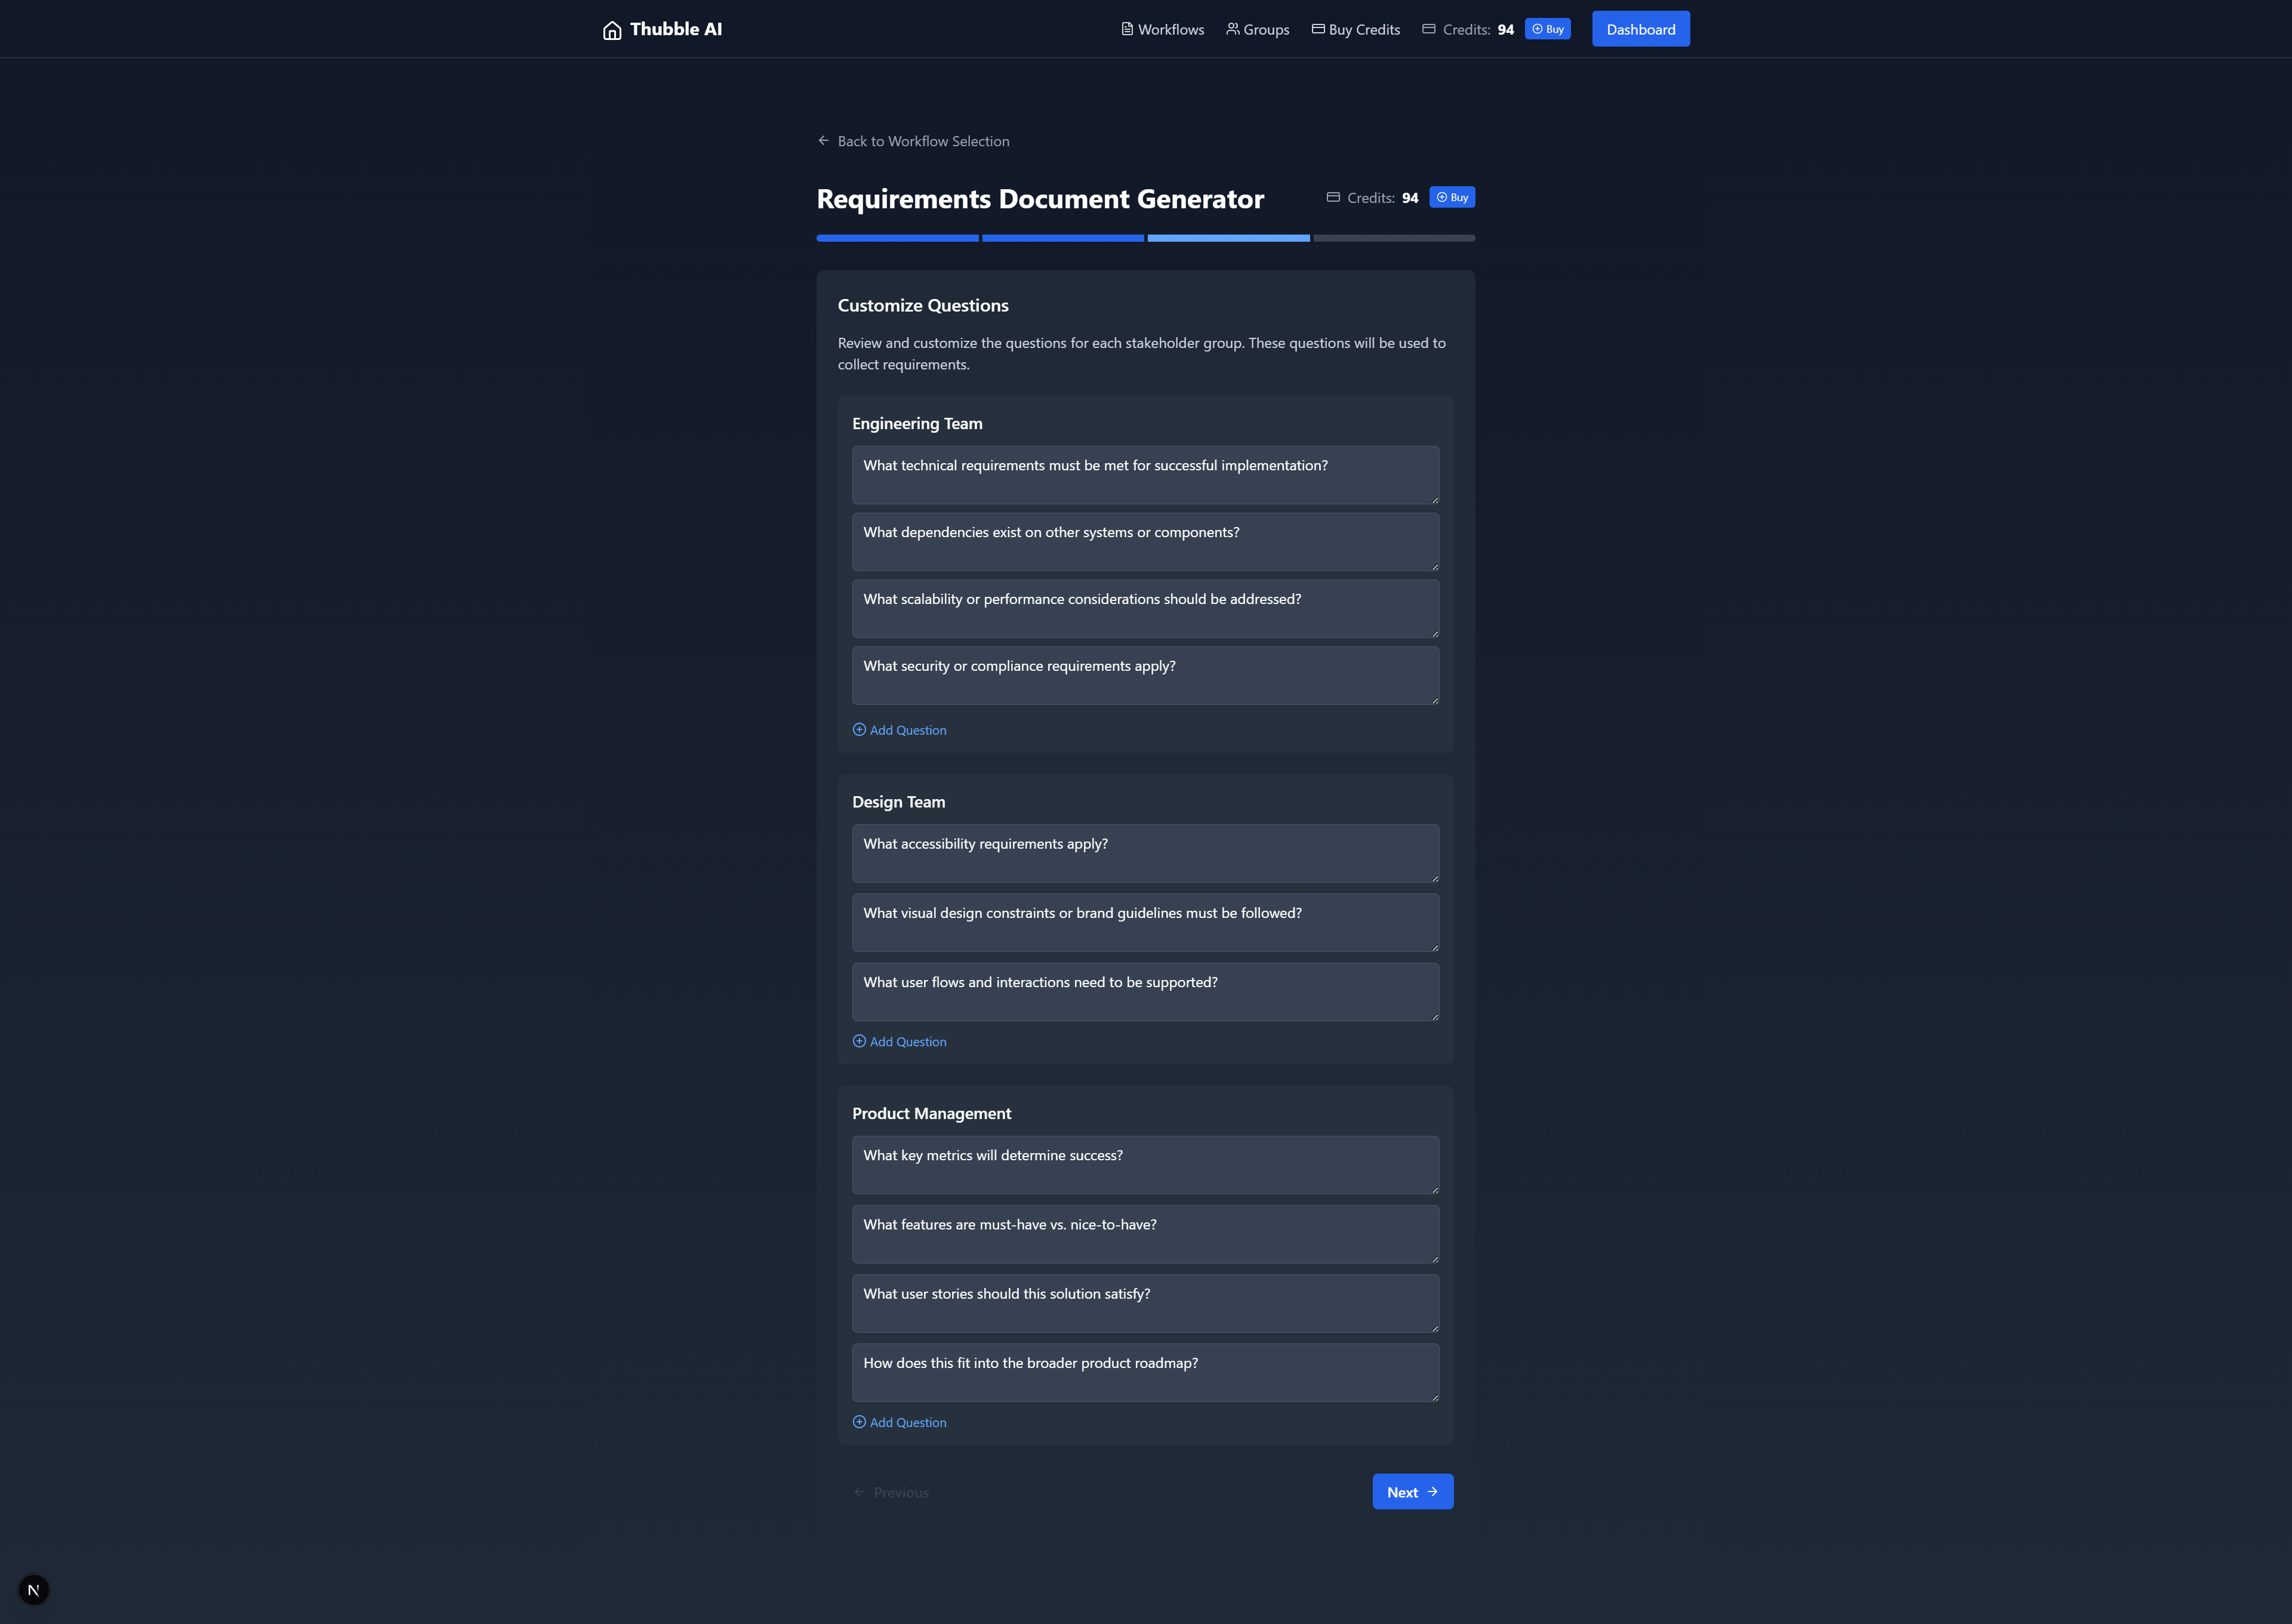 Thubble AI
Workflows
Groups
Buy Credits
Credits: 94
Buy
Dashboard
Back to Workflow Selection
Requirements Document Generator
Credits: 94
Buy
Customize Questions
Review and customize the questions for each stakeholder group. These questions will be used to
collect requirements.
Engineering Team
What technical requirements must be met for successful implementation?
What dependencies exist on other systems or components?
What scalability or performance considerations should be addressed?
What security or compliance requirements apply?
Add Question
Design Team
What accessibility requirements apply?
What visual design constraints or brand guidelines must be followed?
What user flows and interactions need to be supported?
Add Question
Product Management
What key metrics will determine success?
What features are must-have vs. nice-to-have?
What user stories should this solution satisfy?
How does this fit into the broader product roadmap?
Add Question
Previous
Next
N